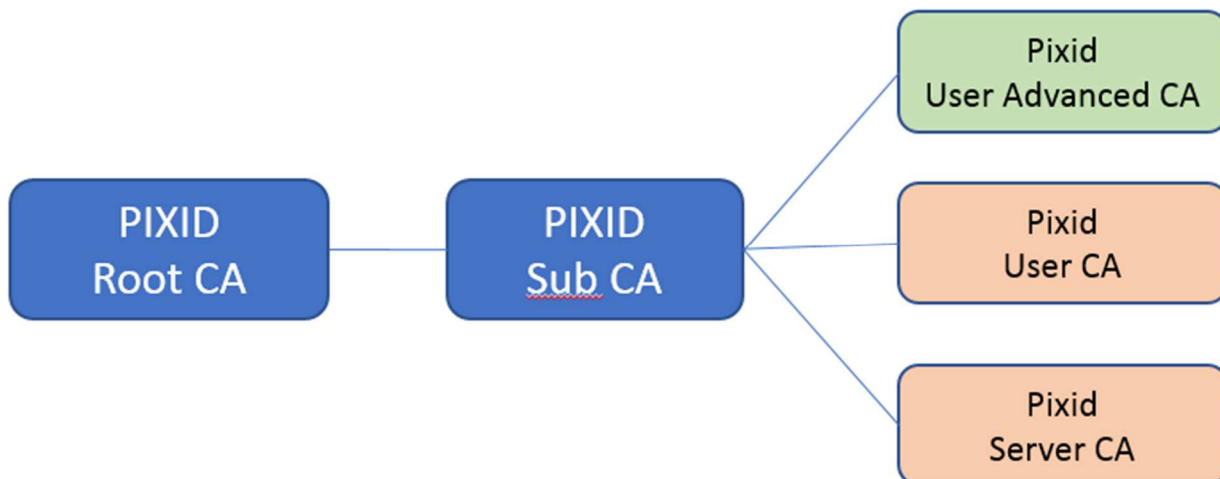 PIXID
Root CA
PIXID
Sub CA
Pixid
User Advanced CA
Pixid
User CA
Pixid
Server CA